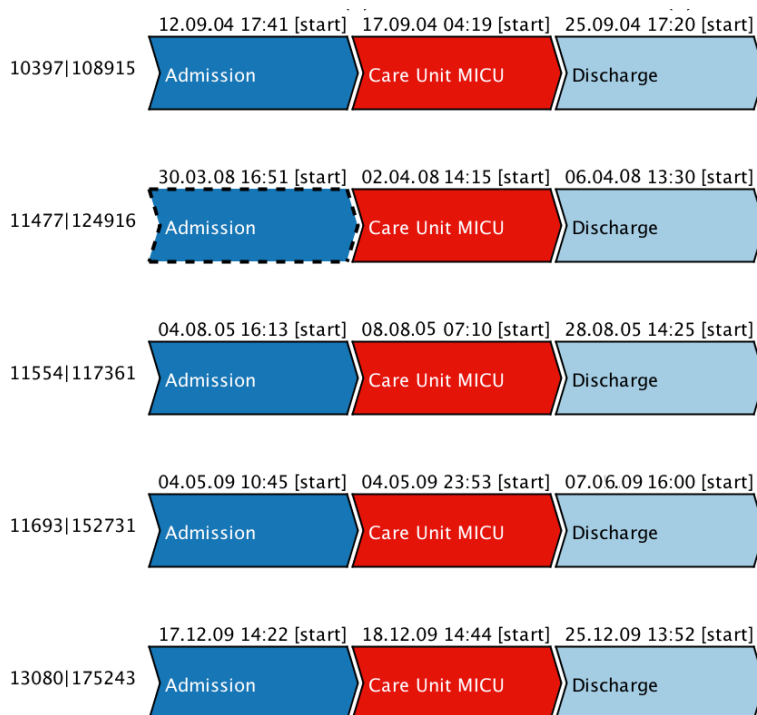 12.09.04 17:41 [start] 17.09.04 04:19 [start] 25.09.04 17:20 [start]
10397|108915 Admission Care Unit MICU Discharge
30.03.08 16:51 [start] 02.04.08 14:15 [start] 06.04.08 13:30 [start]
11477|124916 Admission Care Unit MICU Discharge
04.08.05 16:13 [start] 08.08.05 07:10 [start] 28.08.05 14:25 [start]
11554|117361 Admission Care Unit MICU Discharge
04.05.09 10:45 [start] 04.05.09 23:53 [start] 07.06.09 16:00 [start]
11693|152731 Admission Care Unit MICU Discharge
17.12.09 14:22 [start] 18.12.09 14:44 [start] 25.12.09 13:52 [start]
13080|175243 Admission Care Unit MICU Discharge